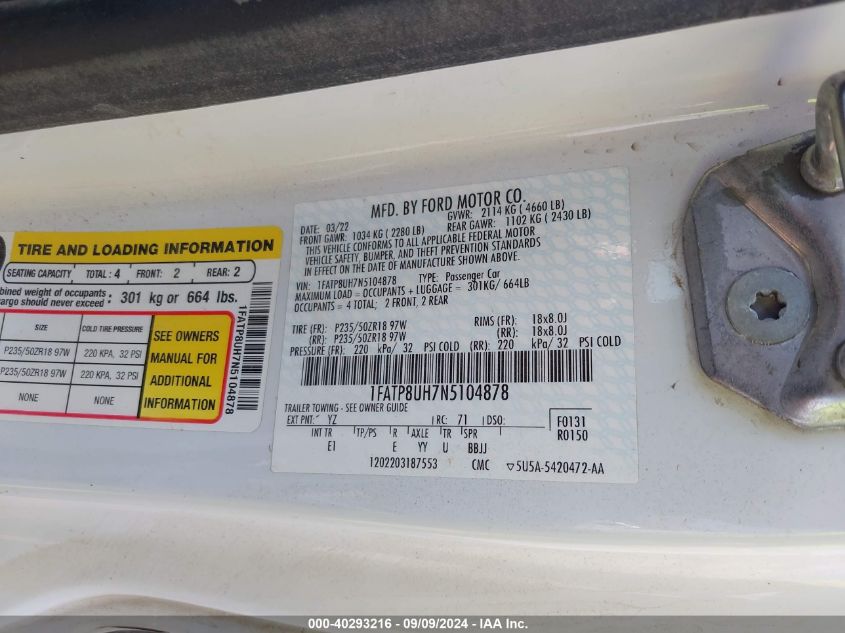 TIRE AND LOADING INFORMATION
SEATING CAPACITY TOTAL : 4 FRONT: 2 REAR: 2
weight of occupants :
should never exceed : 301 kg or 664 lbs.
SIZE COLD TIRE PRESSURE
P235/50ZR18 97W 220 KPA, 32 PSI
P235/50ZR18 97W 220 KPA, 32 PSI
NONE NONE
SEE OWNERS
MANUAL FOR
ADDITIONAL
INFORMATION
1FATP8UH7N5104878
MFD. BY FORD MOTOR CO.
DATE: 03/22 GVWR: 2114 KG ( 4660 LB)
FRONT GAWR: 1034 KG ( 2280 LB) REAR GAWR: 1102 KG ( 2430 LB)
THIS VEHICLE CONFORMS TO ALL APPLICABLE FEDERAL MOTOR
VEHICLE SAFETY, BUMPER, AND THEFT PREVENTION STANDARDS
IN EFFECT ON THE DATE OF MANUFACTURE SHOWN ABOVE.
VIN: 1FATP8UH7N5104878 TYPE: Passenger Car
MAXIMUM LOAD = OCCUPANTS + LUGGAGE = 301KG/ 664LB
OCCUPANTS = 4 TOTAL; 2 FRONT, 2 REAR
TIRE (FR): P235/50ZR18 97W RIMS (FR): 18x8.0J
(RR): P235/50ZR18 97W (RR): 18x8.0J
PRESSURE (FR): 220 kPa/ 32 PSI COLD (RR): 220 kPa/ 32 PSI COLD
1FATP8UH7N5104878
TRAILER TOWING - SEE OWNER GUIDE
EXT PNT: YZ RC: 71 DSO: F0131
INT TR TP/PS R AXLE TR SPR R0150
E1 E YY U BBJJ
1202203187553 CMC 5U5A-5420472-AA
000-40293216 - 09/09/2024 - IAA Inc.